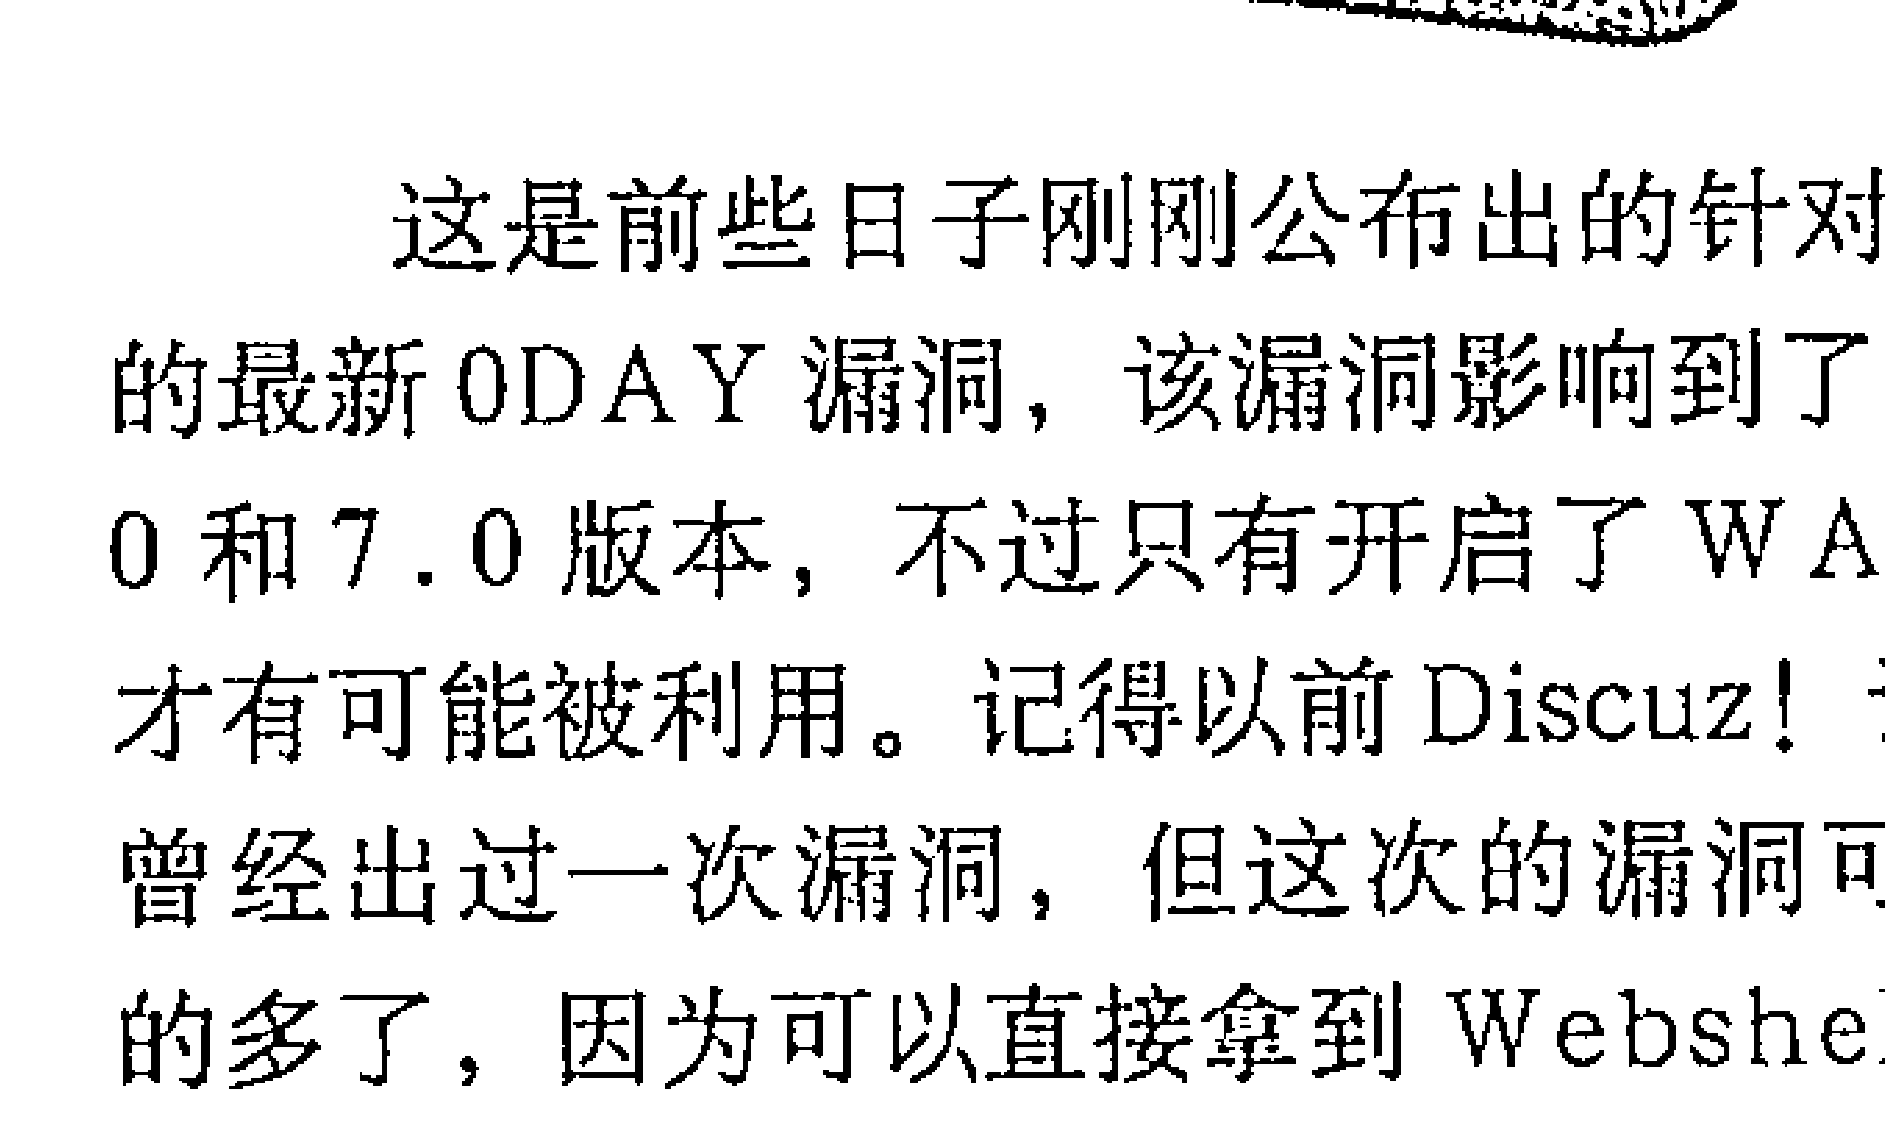 这是前些日子刚刚公布出的针对
的最新0DAY漏洞，该漏洞影响到了
0和7.0版本，不过只有开启了WA
才有可能被利用。记得以前Discuz！
曾经出过一次漏洞，但这次的漏洞可
的多了，因为可以直接拿到Webshel